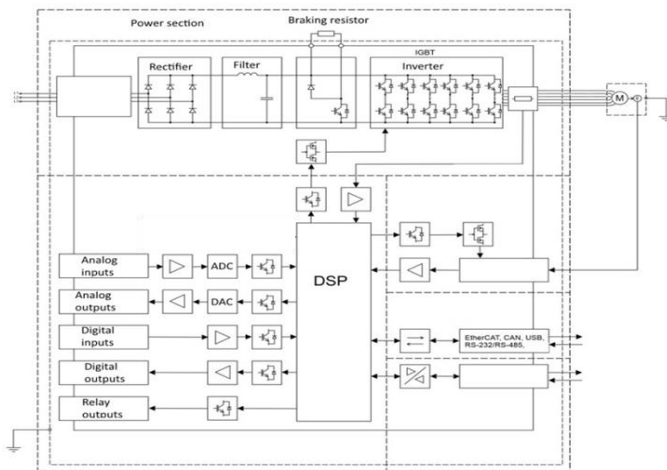 Power section
Braking resistor
IGBT
Rectifier
Filter
Inverter
M
Analog
inputs
ADC
DSP
Analog
outputs
DAC
Digital
inputs
EtherCAT, CAN, USB,
RS-232/RS-485,
Digital
outputs
Relay
outputs